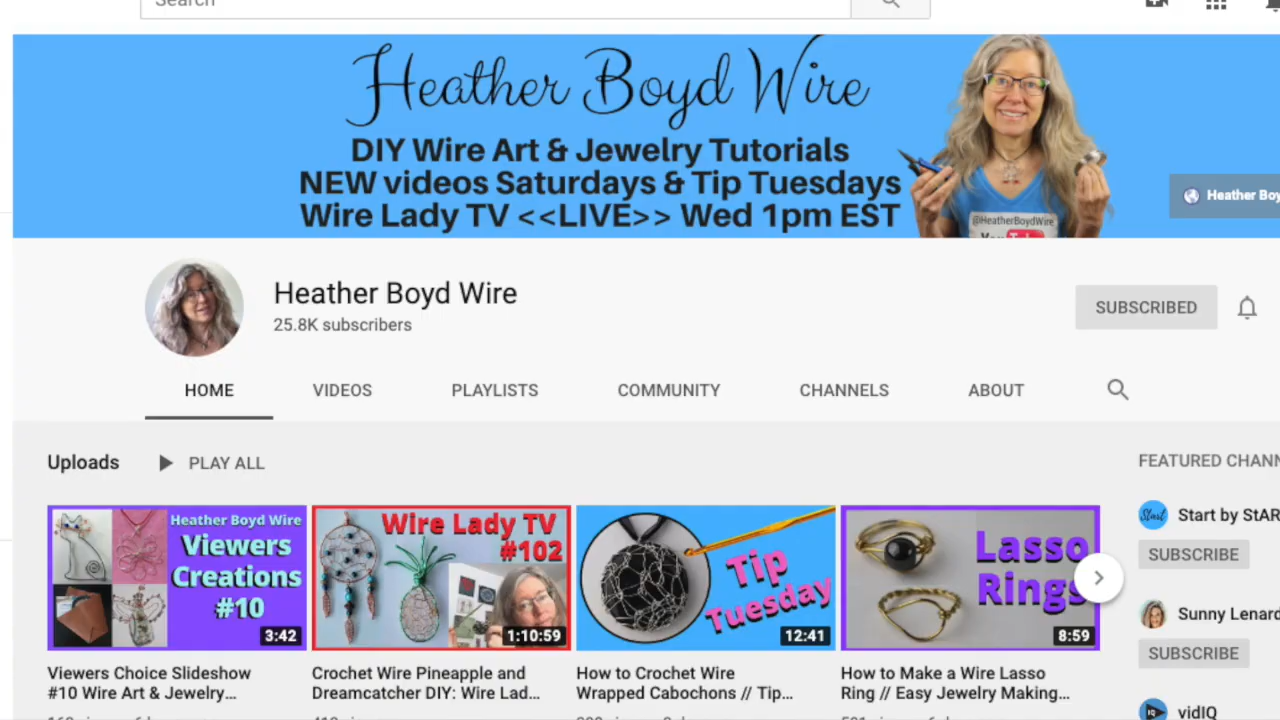 Search
Heather Boyd Wire
DIY Wire Art & Jewelry Tutorials
NEW videos Saturdays & Tip Tuesdays
Wire Lady TV <<LIVE>> Wed 1pm EST
@HeatherBoydWire
YouTube
Heather Boy
Heather Boyd Wire
25.8K subscribers
SUBSCRIBED
HOME VIDEOS PLAYLISTS COMMUNITY CHANNELS ABOUT
Uploads PLAY ALL
Heather Boyd Wire
Viewers
Creations
#10
3:42
Viewers Choice Slideshow
#10 Wire Art & Jewelry...
Wire Lady TV
#102
1:10:59
Crochet Wire Pineapple and
Dreamcatcher DIY: Wire Lad...
Tip
Tuesday
12:41
How to Crochet Wire
Wrapped Cabochons // Tip...
Lasso
Rings
8:59
How to Make a Wire Lasso
Ring // Easy Jewelry Making...
FEATURED CHANN
Start
Start by StAR
SUBSCRIBE
Sunny Lenard
SUBSCRIBE
vidIQ